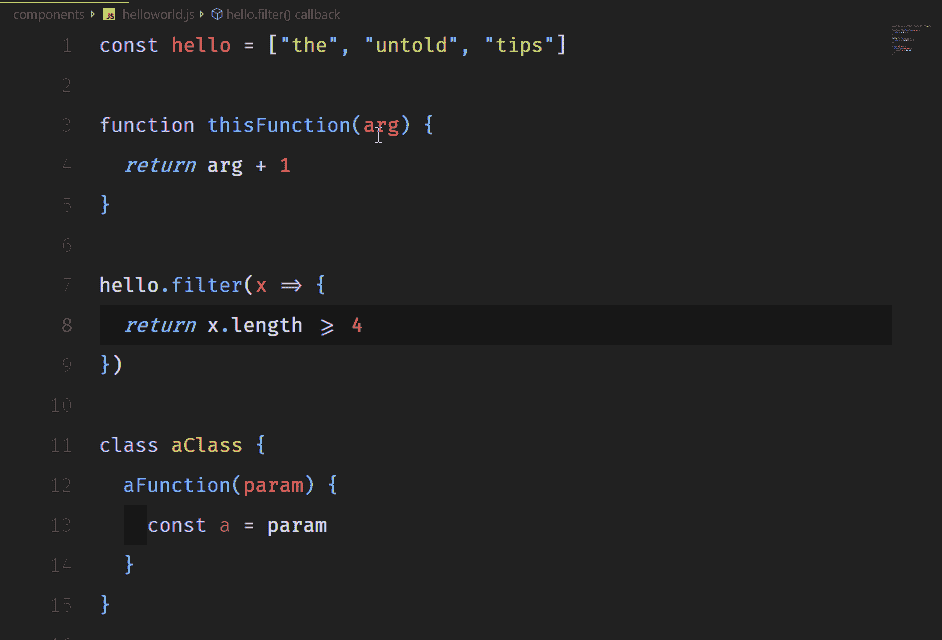 components ▸ JS helloworld.js ▸ hello.filter() callback
1 const hello = ["the", "untold", "tips"]
2
3 function thisFunction(arg) {
4   return arg + 1
5 }
6
7 hello.filter(x => {
8   return x.length >= 4
9 })
10
11 class aClass {
12   aFunction(param) {
13     const a = param
14   }
15 }